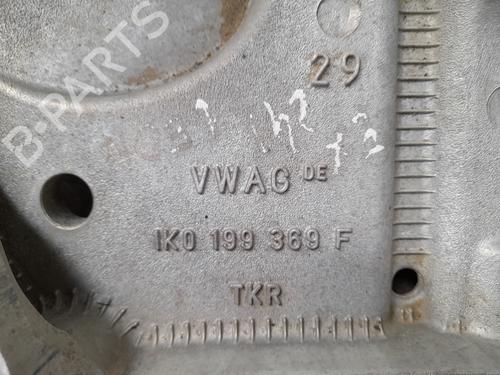 B-PARTS
29
VWAG DE
1K0 199 369 F
TKR